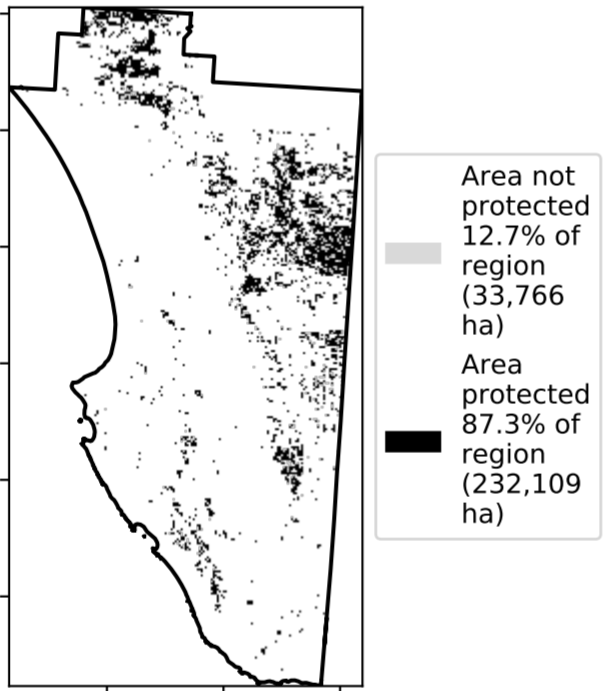 Area not
protected
12.7% of
region
(33,766
ha)
Area
protected
87.3% of
region
(232,109
ha)